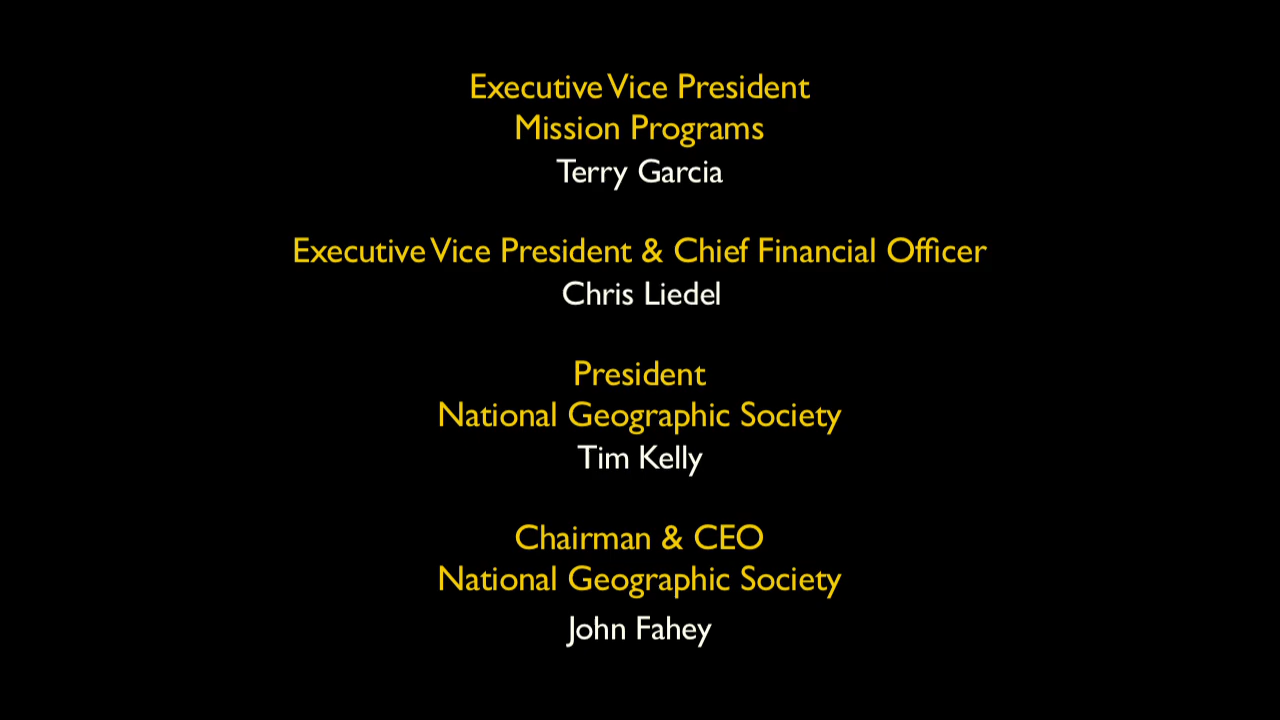 Executive Vice President
Mission Programs
Terry Garcia
Executive Vice President & Chief Financial Officer
Chris Liedel
President
National Geographic Society
Tim Kelly
Chairman & CEO
National Geographic Society
John Fahey